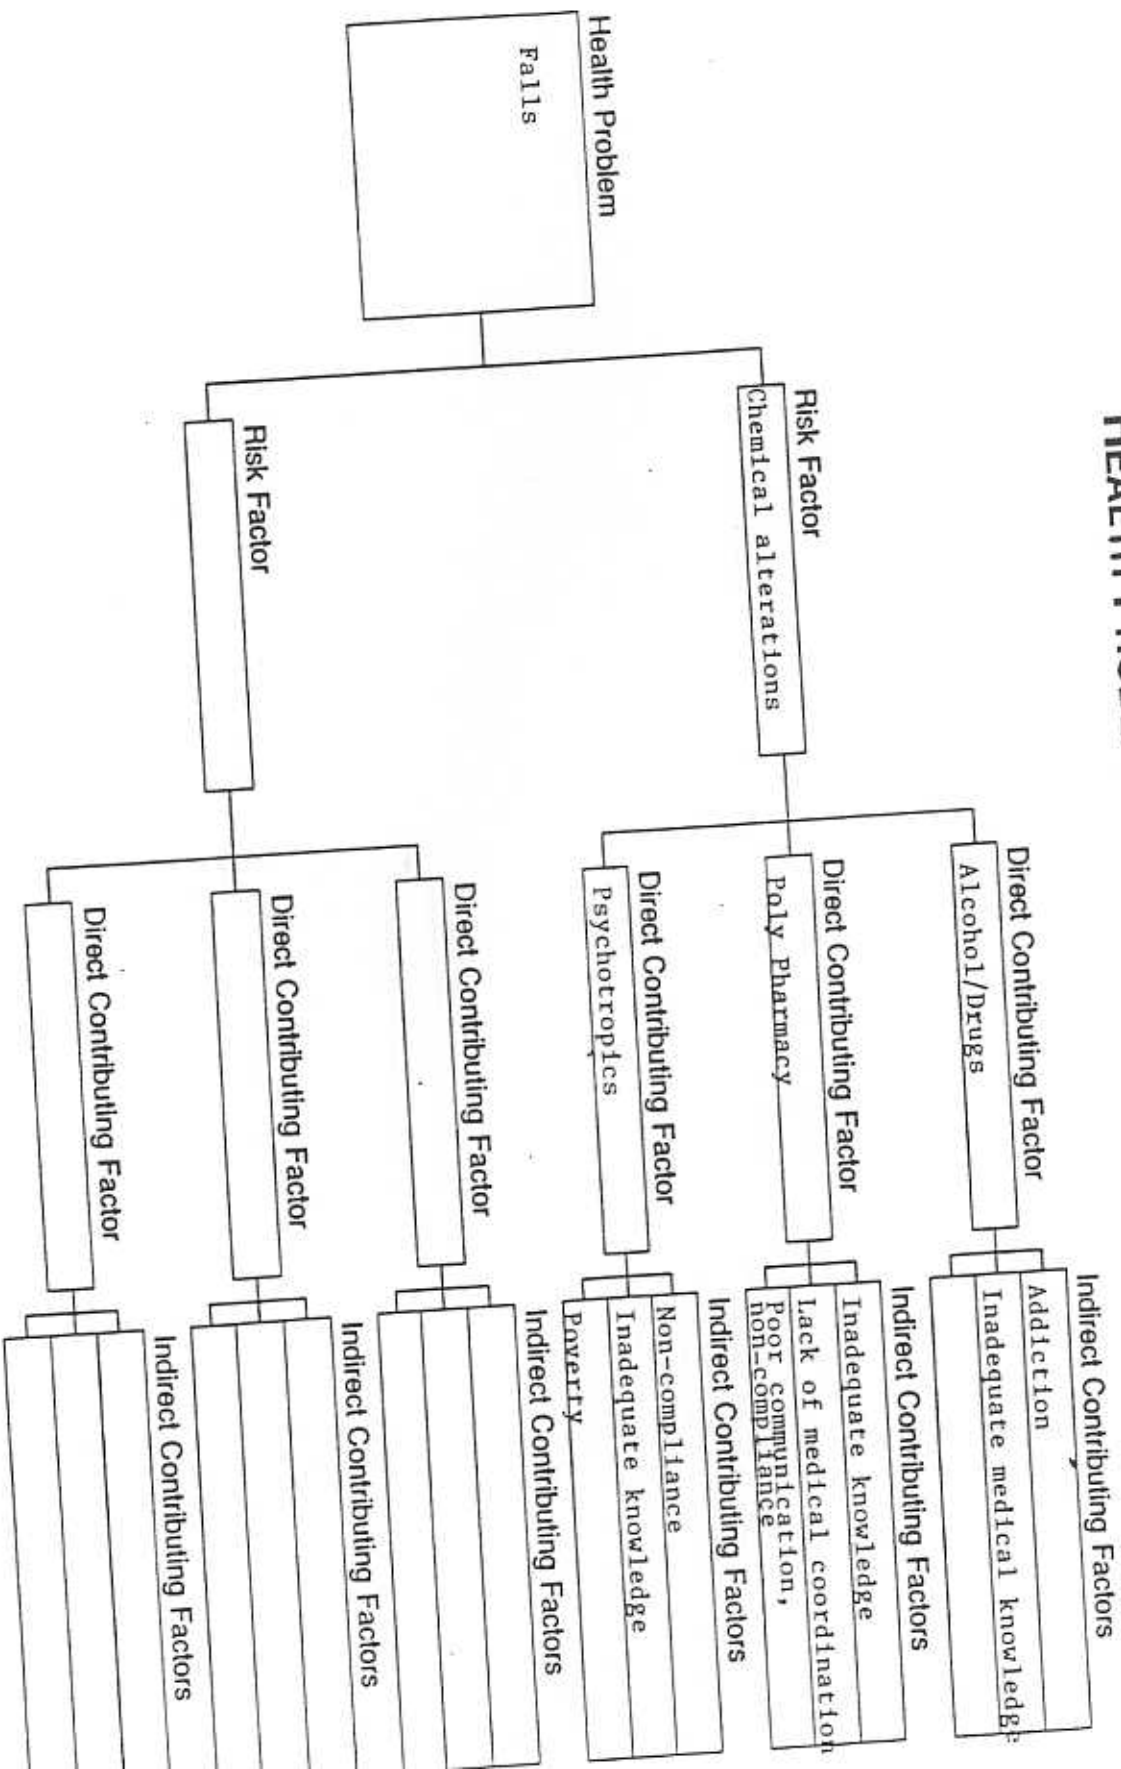 HEALTH
Health Problem
Falls
Risk Factor
Chemical alterations
Direct Contributing Factor
Alcohol/Drugs
Indirect Contributing Factors
Addiction
Inadequate medical knowledge
Direct Contributing Factor
Poly Pharmacy
Indirect Contributing Factors
Inadequate knowledge
Lack of medical coordination
Poor communication,
non-compliance
Direct Contributing Factor
Psychotropics
Indirect Contributing Factors
Non-compliance
Inadequate knowledge
Poverty
Risk Factor
Direct Contributing Factor
Indirect Contributing Factors
Direct Contributing Factor
Indirect Contributing Factors
Direct Contributing Factor
Indirect Contributing Factors